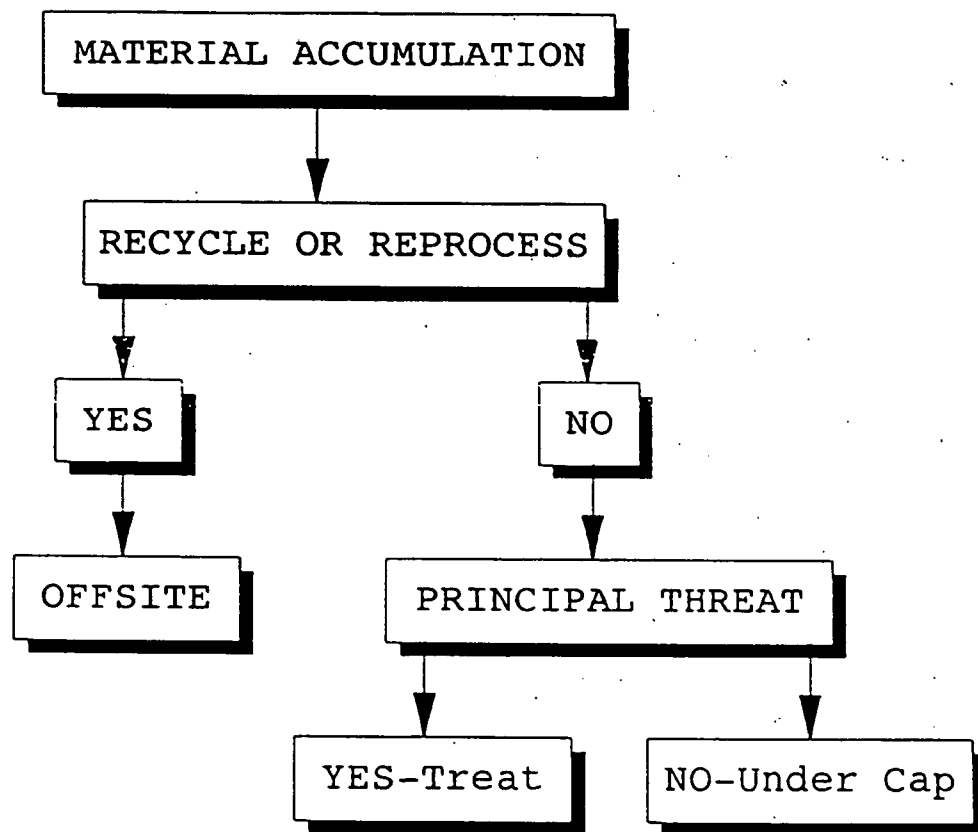 MATERIAL ACCUMULATION
RECYCLE OR REPROCESS
YES
NO
OFFSITE
PRINCIPAL THREAT
YES-Treat
NO-Under Cap